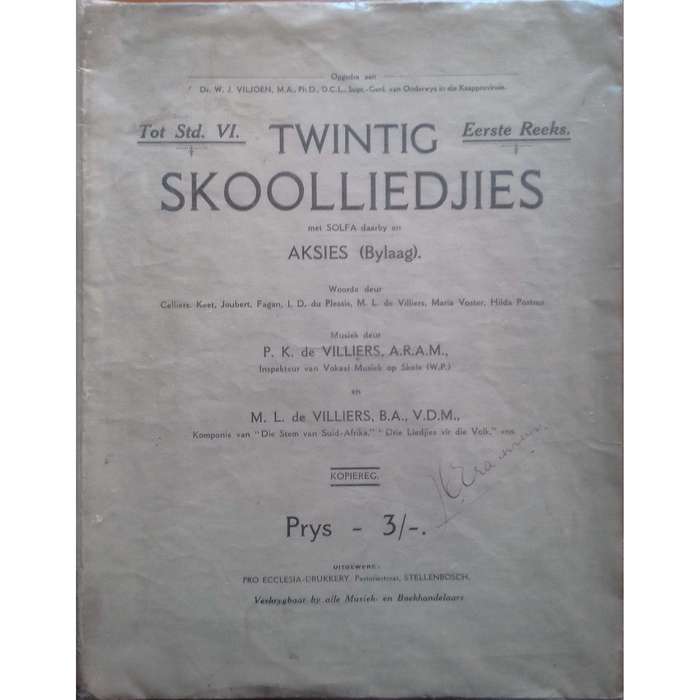 Opgedra aan
Dr. W. J. VILJOEN, M.A., Ph.D., D.C.L., Supt.-Genl. van Onderwys in die Kaapprovinsie.
Tot Std. VI. TWINTIG Eerste Reeks.
SKOOLLIEDJIES
met SOLFA daarby en
AKSIES (Bylaag).
Woorde deur
Celliers, Keet, Joubert, Fagan, I. D. du Plessis, M. L. de Villiers, Maria Voster, Hilda Postma
Musiek deur
P. K. de VILLIERS, A.R.A.M.,
Inspekteur van Vokaal Musiek op Skole (W.P.)
en
M. L. de VILLIERS, B.A., V.D.M.,
Komponis van "Die Stem van Suid-Afrika," "Drie Liedjies vir die Volk," ens
KOPIEREG.
Prys - 3/-.
UITGEWERS:
PRO ECCLESIA-DRUKKERY, Pastoriestraat, STELLENBOSCH.
Verkrygbaar by alle Musiek- en Boekhandelaars